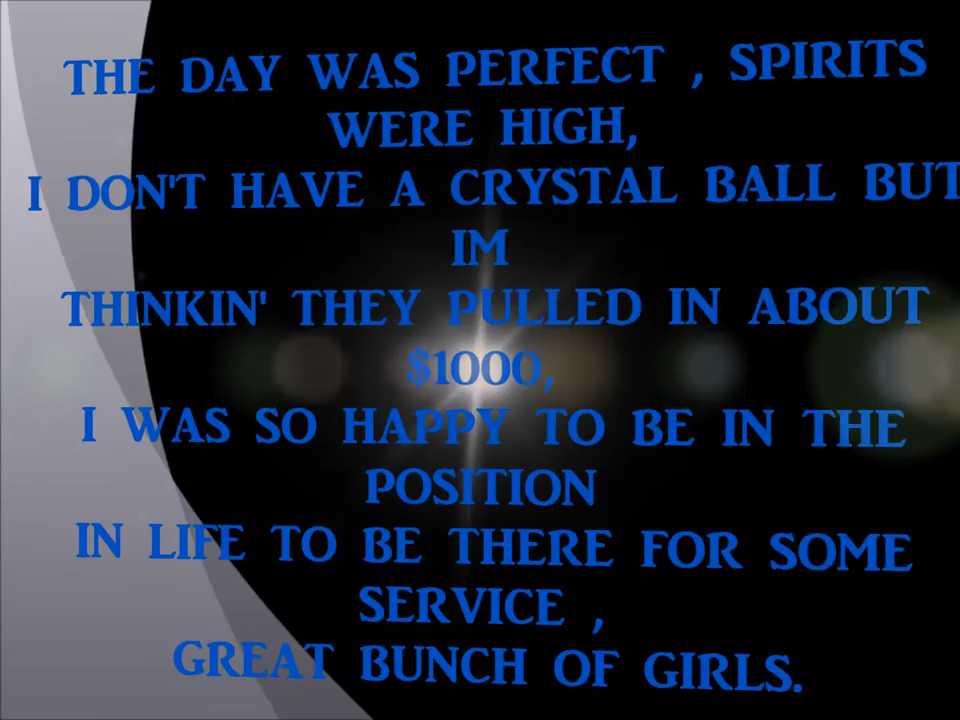 THE DAY WAS PERFECT , SPIRITS
WERE HIGH,
I DON'T HAVE A CRYSTAL BALL BUT
IM
THINKIN' THEY PULLED IN ABOUT
$1000,
I WAS SO HAPPY TO BE IN THE
POSITION
IN LIFE TO BE THERE FOR SOME
SERVICE ,
GREAT BUNCH OF GIRLS.